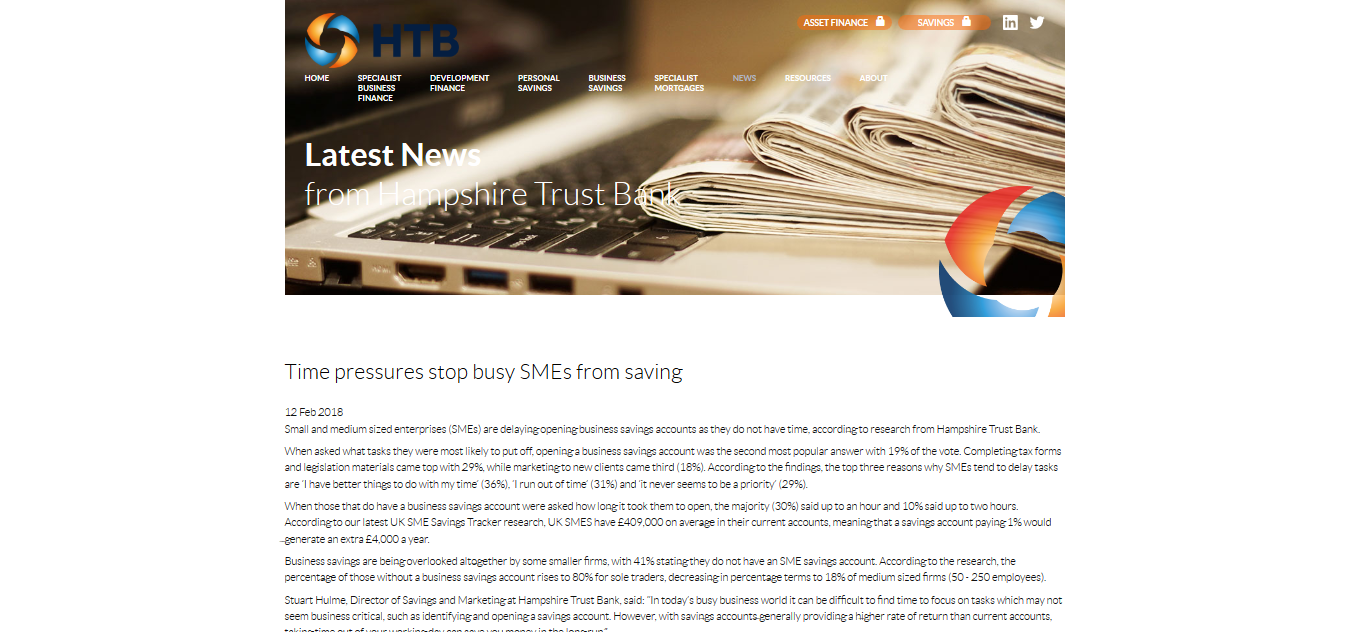 HTB
ASSET FINANCE
SAVINGS
HOME
SPECIALIST
BUSINESS
FINANCE
DEVELOPMENT
FINANCE
PERSONAL
SAVINGS
BUSINESS
SAVINGS
SPECIALIST
MORTGAGES
NEWS
RESOURCES
ABOUT
Latest News
from Hampshire Trust Bank
Time pressures stop busy SMEs from saving
12 Feb 2018
Small and medium sized enterprises (SMEs) are delaying opening business savings accounts as they do not have time, according to research from Hampshire Trust Bank.
When asked what tasks they were most likely to put off, opening a business savings account was the second most popular answer with 19% of the vote. Completing tax forms
and legislation materials came top with 29%, while marketing to new clients came third (18%). According to the findings, the top three reasons why SMEs tend to delay tasks
are ‘I have better things to do with my time’ (36%), ‘I run out of time’ (31%) and ‘it never seems to be a priority’ (29%).
When those that do have a business savings account were asked how long it took them to open, the majority (30%) said up to an hour and 10% said up to two hours.
According to our latest UK SME Savings Tracker research, UK SMES have £409,000 on average in their current accounts, meaning that a savings account paying 1% would
generate an extra £4,000 a year.
Business savings are being overlooked altogether by some smaller firms, with 41% stating they do not have an SME savings account. According to the research, the
percentage of those without a business savings account rises to 80% for sole traders, decreasing in percentage terms to 18% of medium sized firms (50 - 250 employees).
Stuart Hulme, Director of Savings and Marketing at Hampshire Trust Bank, said: “In today’s busy business world it can be difficult to find time to focus on tasks which may not
seem business critical, such as identifying and opening a savings account. However, with savings accounts generally providing a higher rate of return than current accounts,
taking time out of your working day can save you money in the long run.”